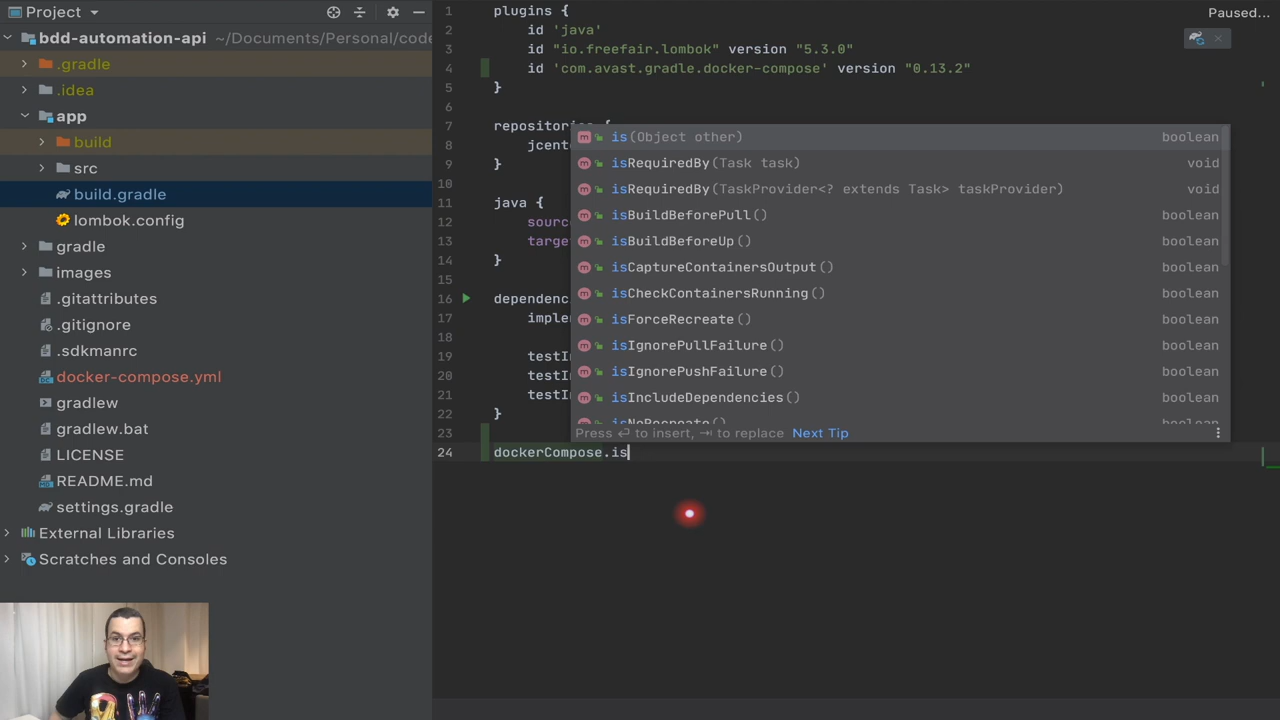 Project
bdd-automation-api ~/Documents/Personal/code
.gradle
.idea
app
build
src
build.gradle
lombok.config
gradle
images
.gitattributes
.gitignore
.sdkmanrc
docker-compose.yml
gradlew
gradlew.bat
LICENSE
README.md
settings.gradle
External Libraries
Scratches and Consoles
Paused...
1 plugins {
2 id 'java'
3 id "io.freefair.lombok" version "5.3.0"
4 id 'com.avast.gradle.docker-compose' version "0.13.2"
5 }
6
7 repositories {
8 jcent
9 }
10
11 java {
12 sourc
13 targe
14 }
15
16 dependenc
17 implem
18
19 testIm
20 testIm
21 testIm
22 }
23
24 dockerCompose.is
is(Object other) boolean
isRequiredBy(Task task) void
isRequiredBy(TaskProvider<? extends Task> taskProvider) void
isBuildBeforePull() boolean
isBuildBeforeUp() boolean
isCaptureContainersOutput() boolean
isCheckContainersRunning() boolean
isForceRecreate() boolean
isIgnorePullFailure() boolean
isIgnorePushFailure() boolean
isIncludeDependencies() boolean
isNoRecreate() boolean
Press ⏎ to insert, ⇥ to replace Next Tip